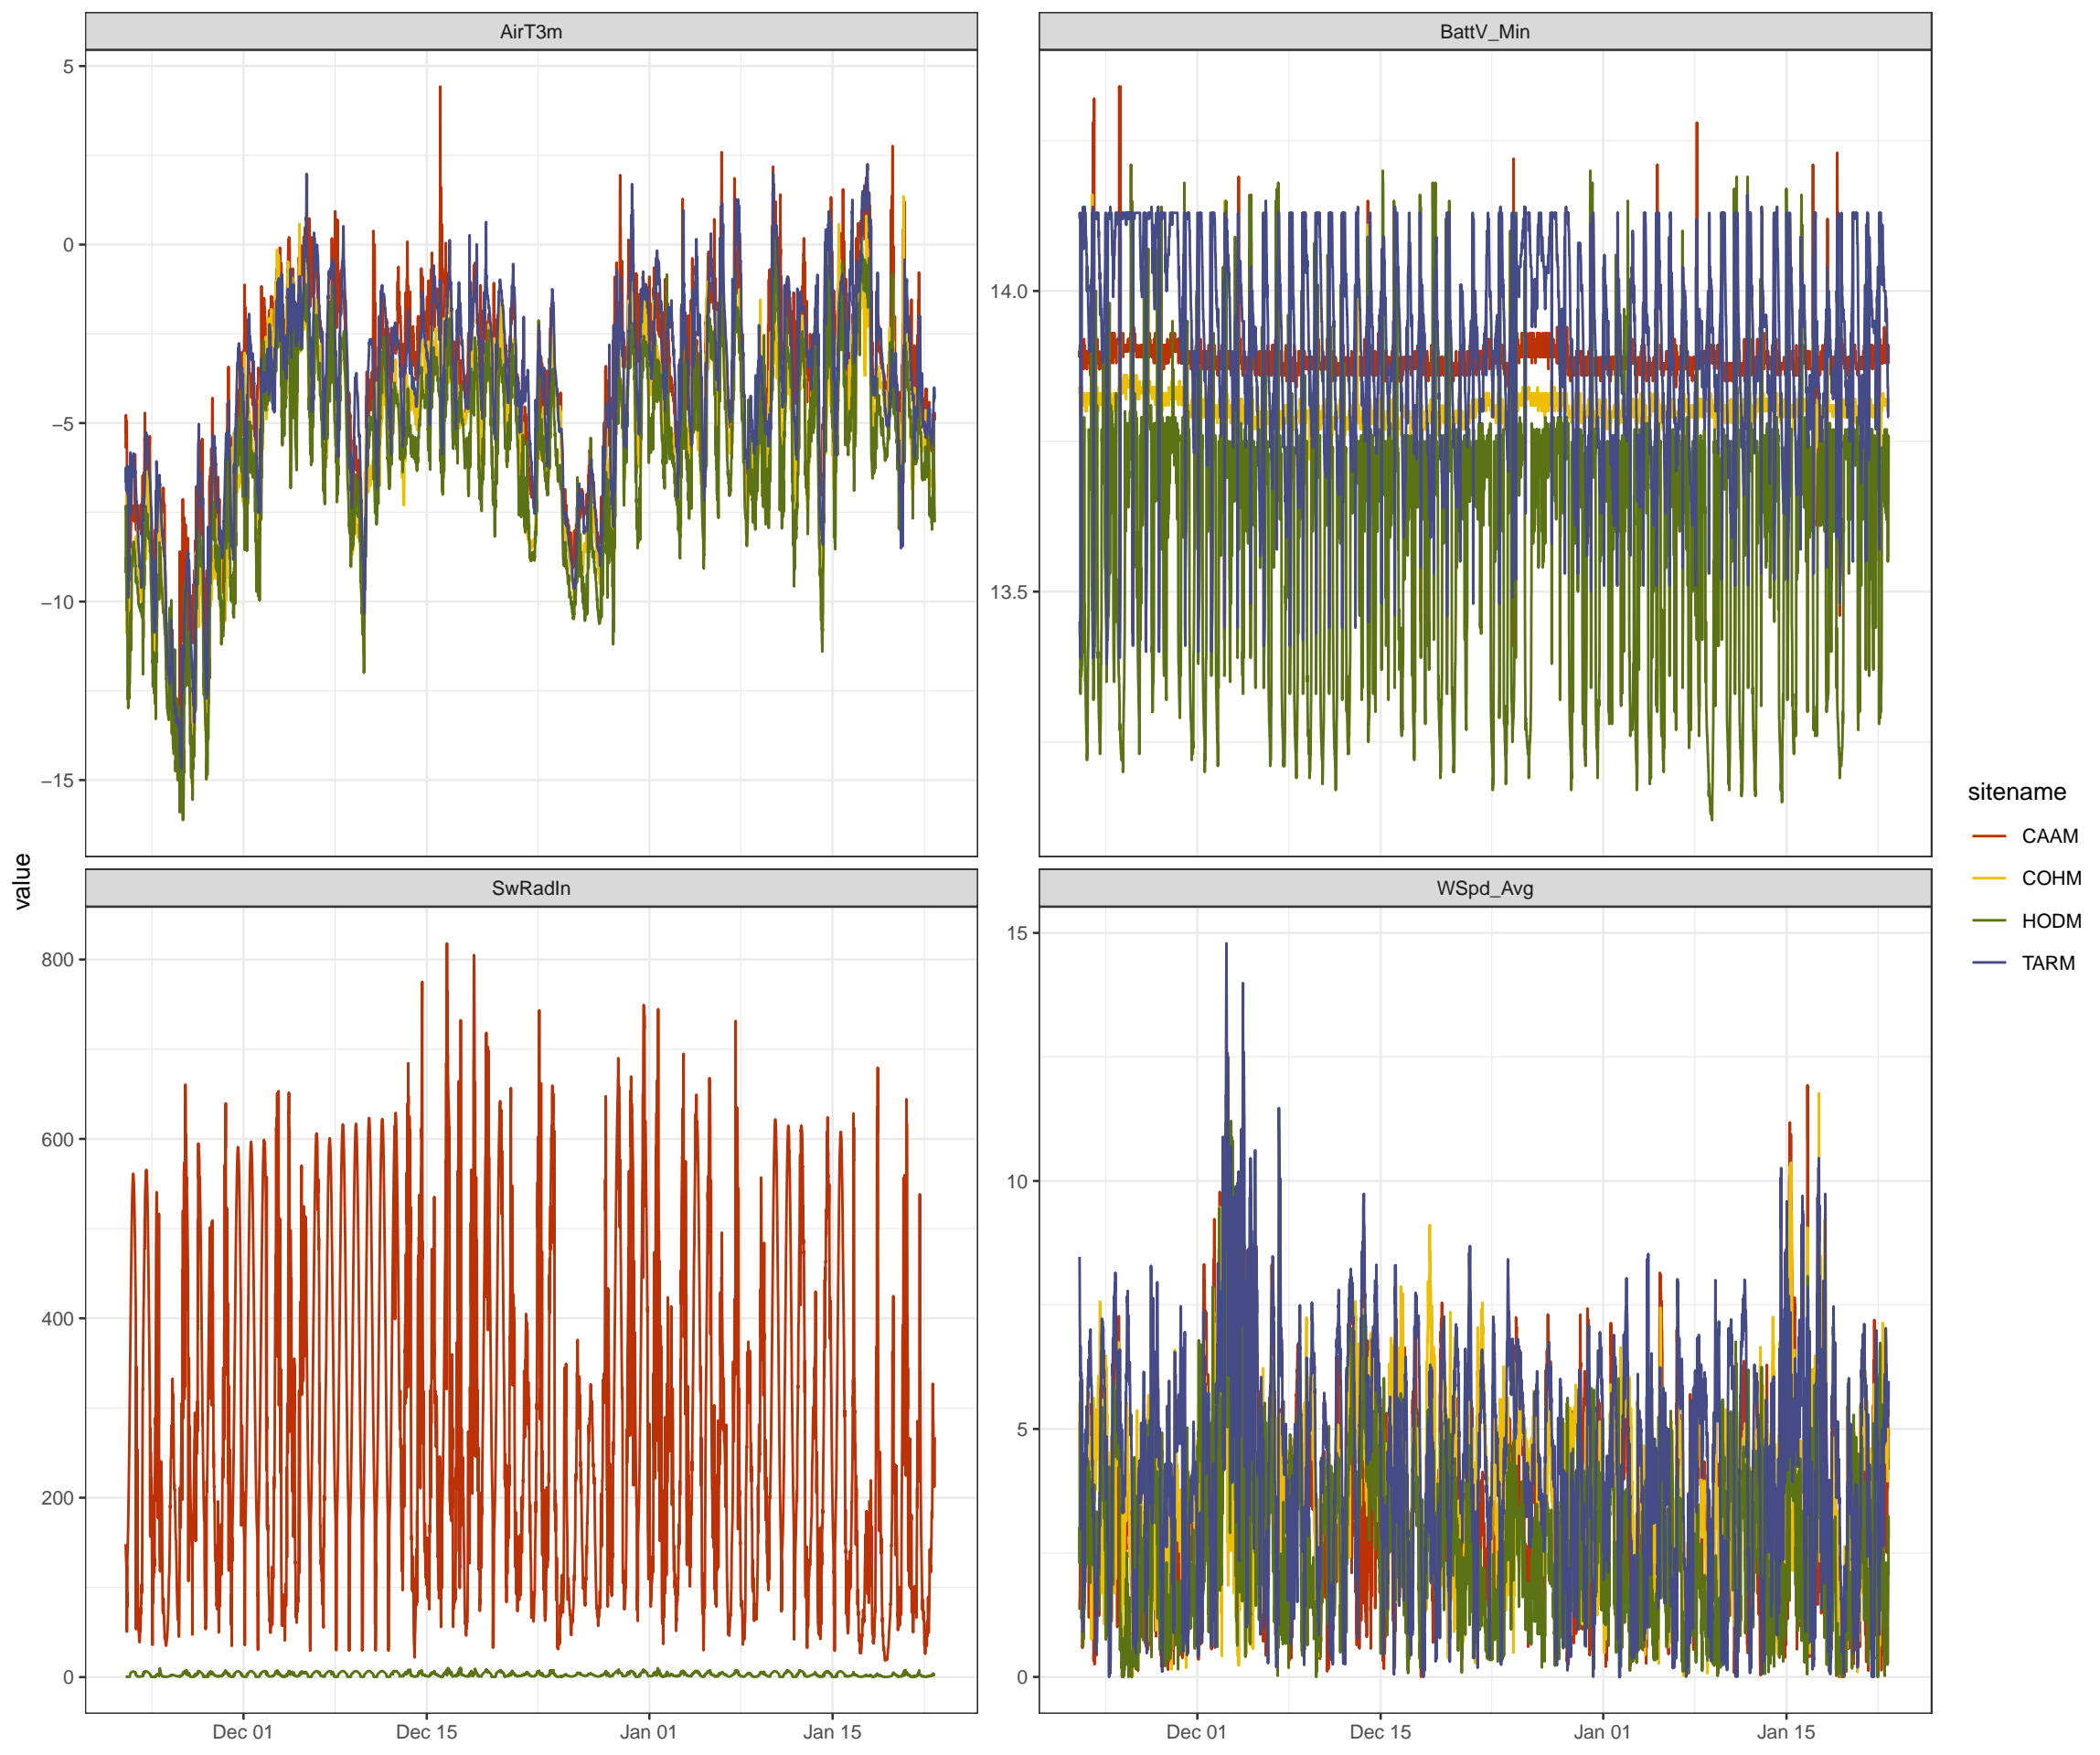 AirT3m
BattV_Min
5
0
−5
−10
−15
14.0
13.5
value
SwRadIn
WSpd_Avg
800
600
400
200
0
15
10
5
0
Dec 01
Dec 15
Jan 01
Jan 15
Dec 01
Dec 15
Jan 01
Jan 15
sitename
CAAM
COHM
HODM
TARM